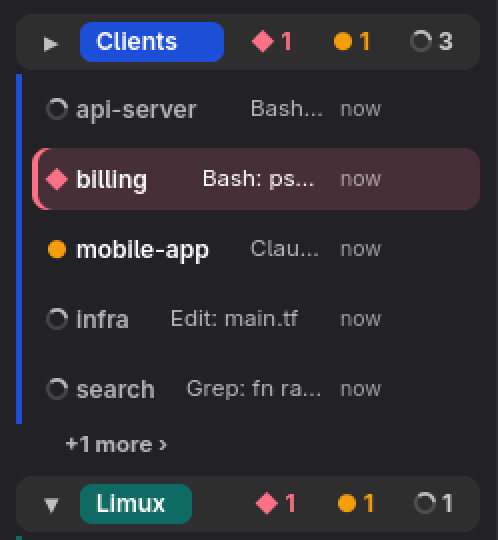 ▶ Clients 1 1 3
api-server Bash... now
billing Bash: ps... now
mobile-app Clau... now
infra Edit: main.tf now
search Grep: fn ra... now
+1 more ›
▼ Limux 1 1 1